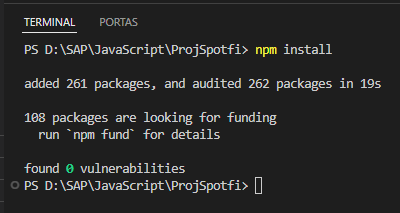 TERMINAL PORTAS
PS D:\SAP\JavaScript\ProjSpotfi> npm install
added 261 packages, and audited 262 packages in 19s
108 packages are looking for funding
run `npm fund` for details
found 0 vulnerabilities
PS D:\SAP\JavaScript\ProjSpotfi>